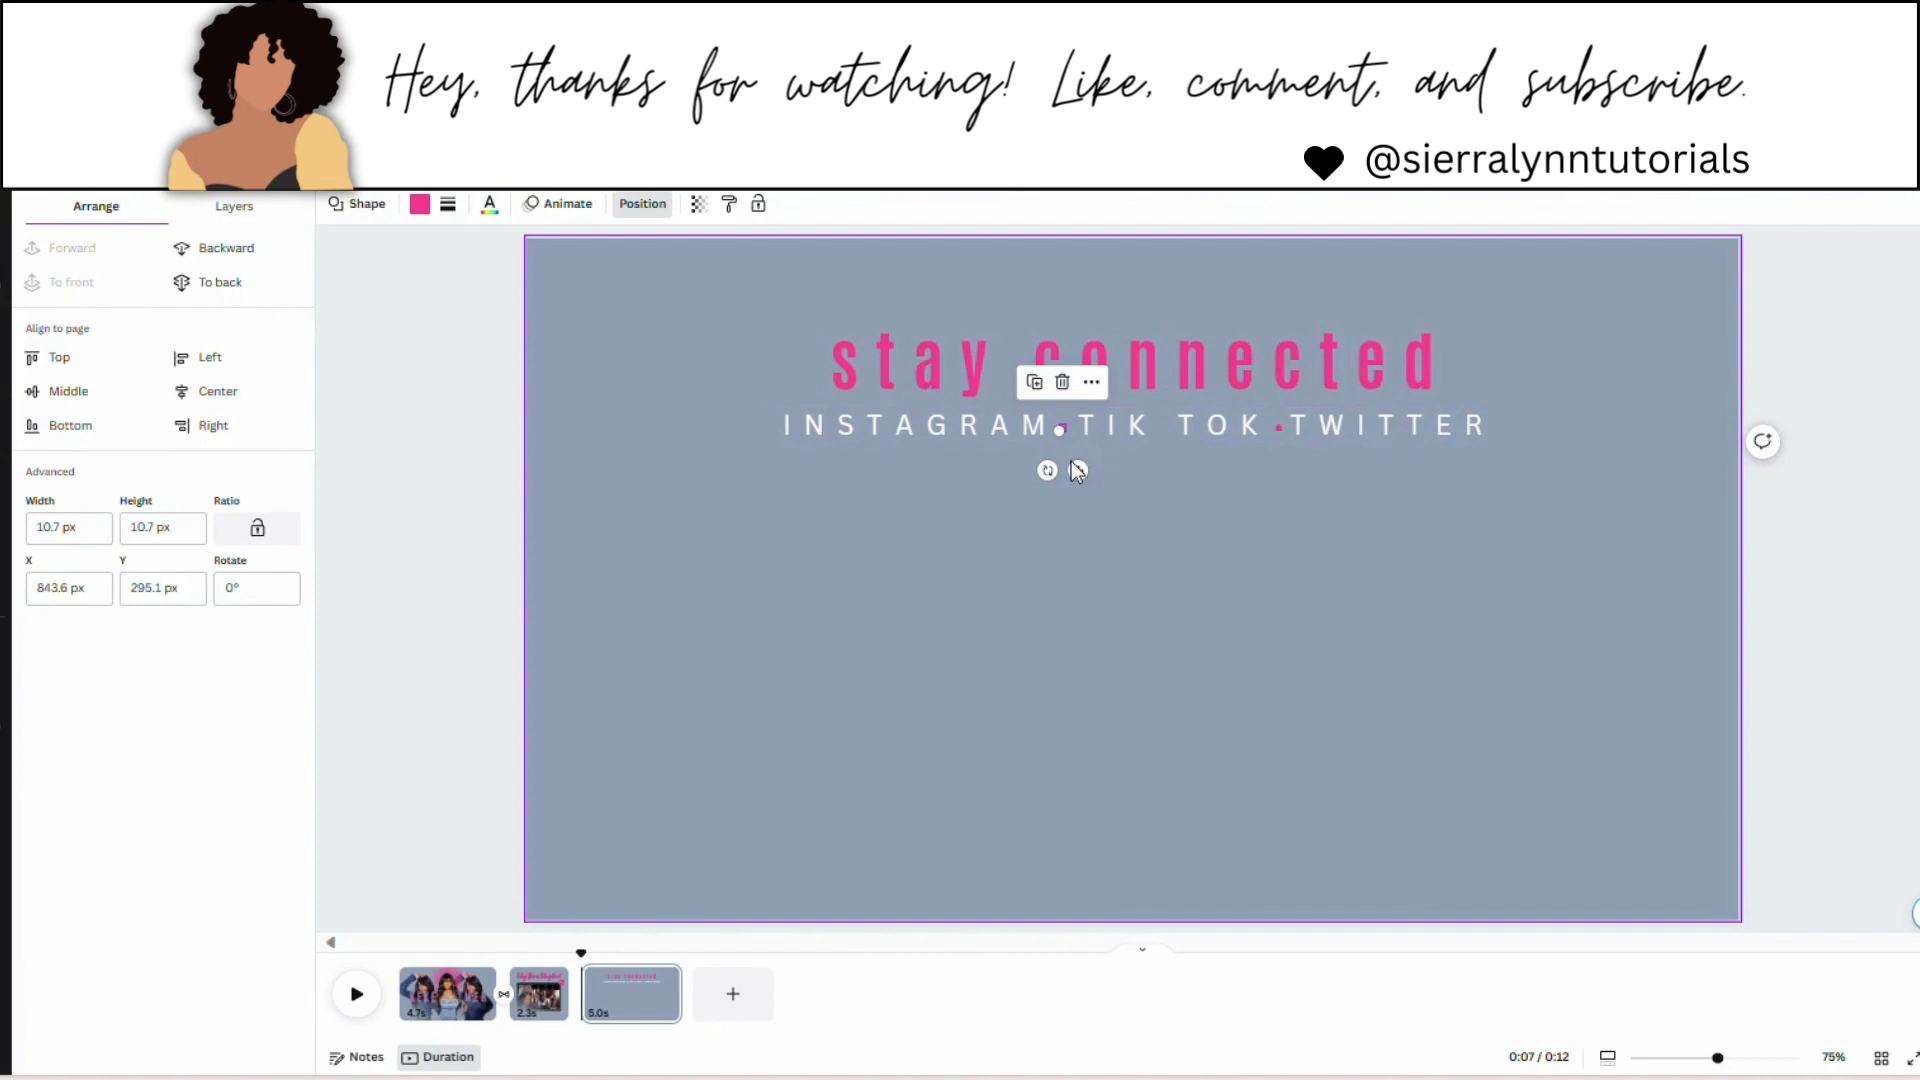 Hey, thanks for watching! Like, comment, and subscribe.
@sierralynntutorials
Arrange
Layers
Shape
Animate
Position
Forward
Backward
To front
To back
Align to page
Top
Left
Middle
Center
Bottom
Right
Advanced
Width
Height
Ratio
10.7 px
10.7 px
X
Y
Rotate
843.6 px
295.1 px
0°
stay connected
INSTAGRAM TIK TOK TWITTER
4.7s
2.3s
5.0s
Notes
Duration
0:07 / 0:12
75%